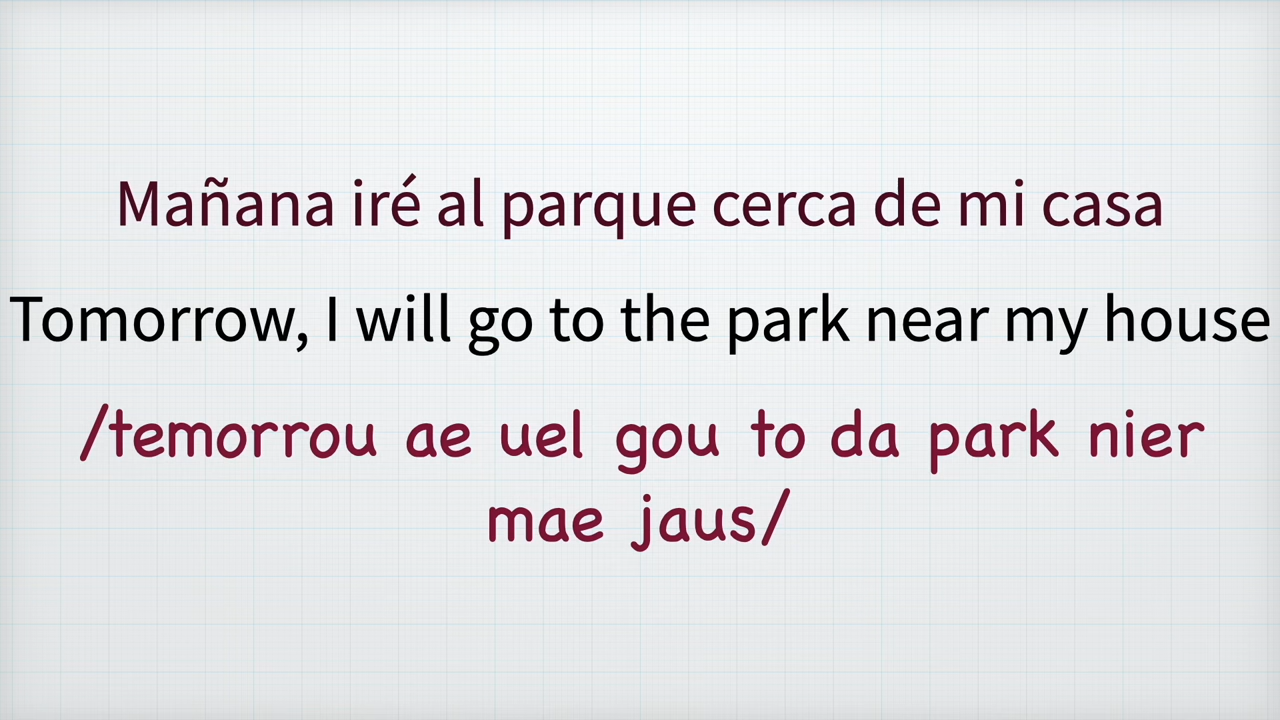 Mañana iré al parque cerca de mi casa
Tomorrow, I will go to the park near my house
/temorrou ae uel gou to da park nier
mae jaus/